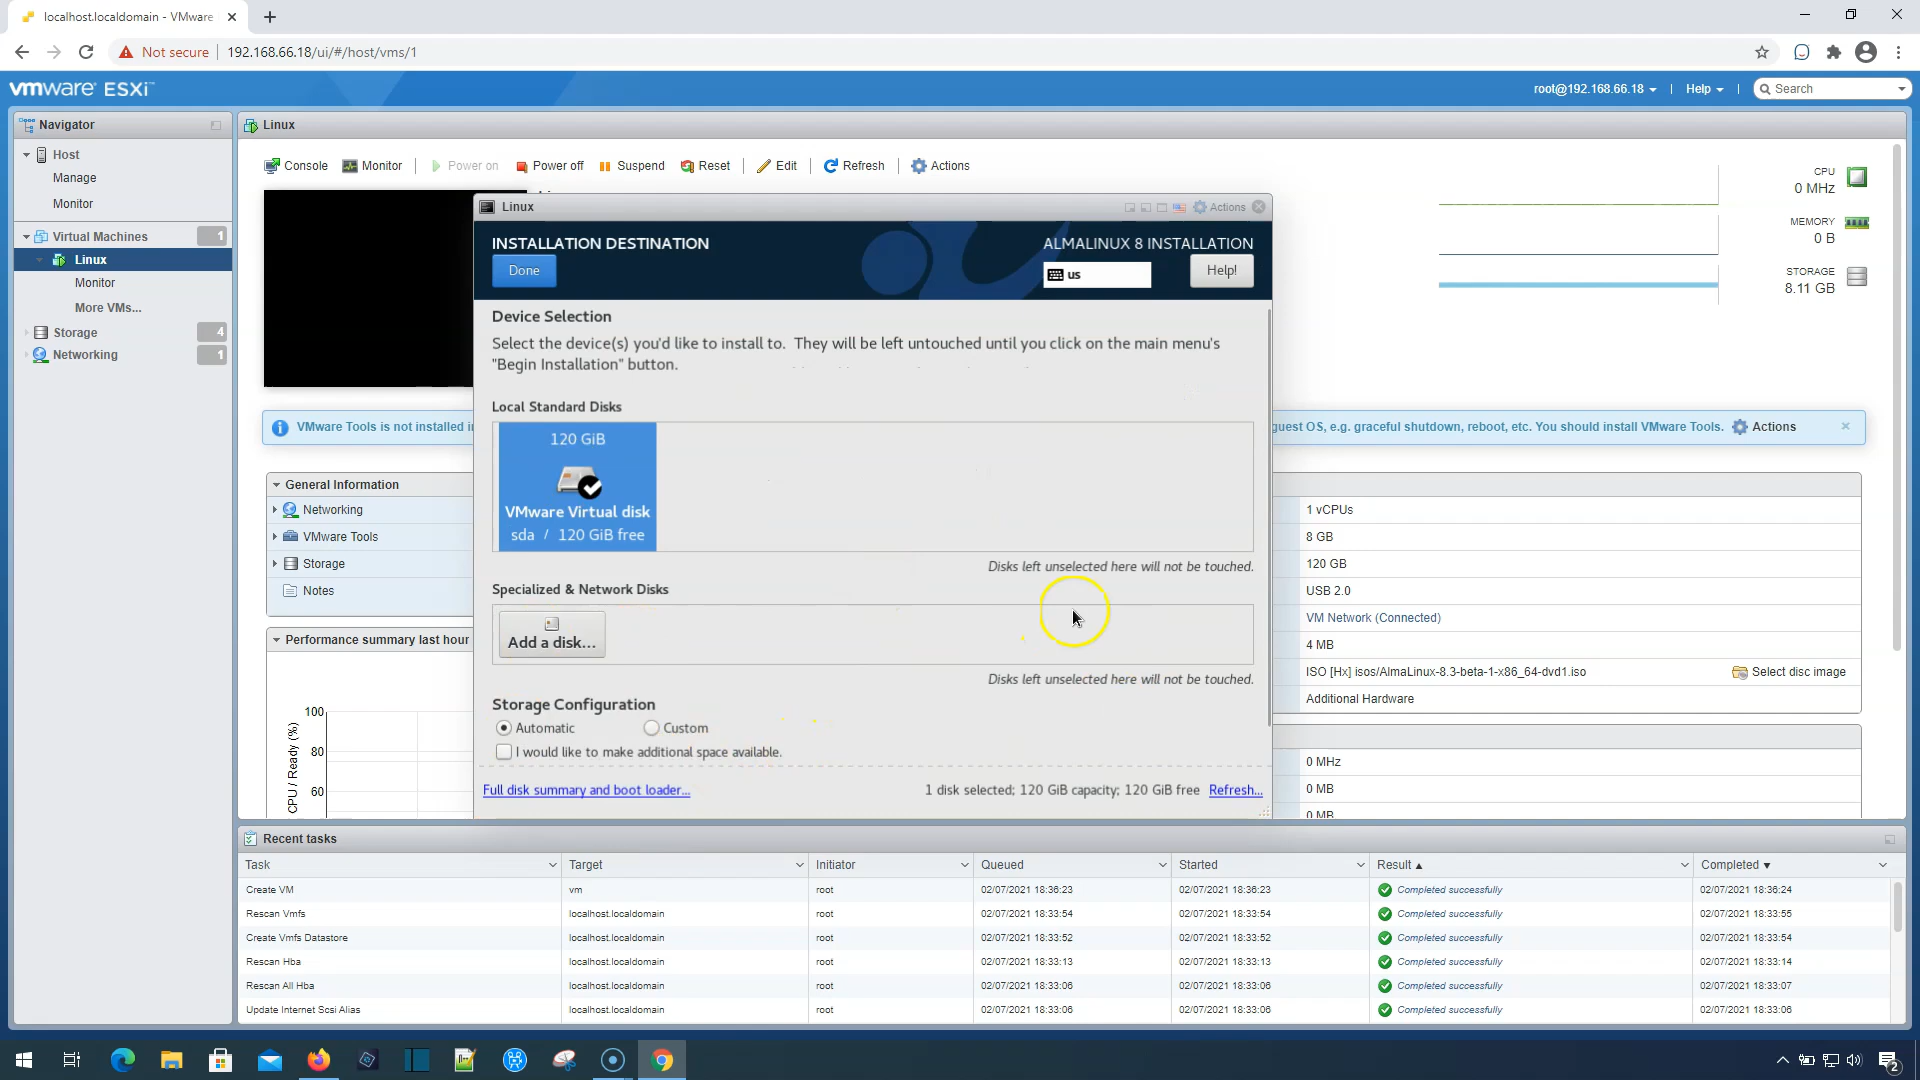 localhost.localdomain - VMware
Not secure 192.168.66.18/ui/#/host/vms/1
vmware ESXi
root@192.168.66.18 | Help | Search
Navigator
Host
Manage
Monitor
Virtual Machines 1
Linux
Monitor
More VMs...
Storage 4
Networking 1
Linux
Console Monitor Power on Power off Suspend Reset Edit Refresh Actions
CPU
0 MHz
MEMORY
0 B
STORAGE
8.11 GB
Linux Actions
INSTALLATION DESTINATION ALMALINUX 8 INSTALLATION
Done us Help!
Device Selection
Select the device(s) you'd like to install to. They will be left untouched until you click on the main menu's
"Begin Installation" button.
Local Standard Disks
120 GiB
VMware Virtual disk
sda / 120 GiB free
Disks left unselected here will not be touched.
Specialized & Network Disks
Add a disk...
Disks left unselected here will not be touched.
Storage Configuration
Automatic Custom
I would like to make additional space available.
Full disk summary and boot loader... 1 disk selected; 120 GiB capacity; 120 GiB free Refresh...
VMware Tools is not installed
guest OS, e.g. graceful shutdown, reboot, etc. You should install VMware Tools. Actions
General Information
Networking
VMware Tools
Storage
Notes
Performance summary last hour
CPU / Ready (%)
100
80
60
1 vCPUs
8 GB
120 GB
USB 2.0
VM Network (Connected)
4 MB
ISO [Hx] isos/AlmaLinux-8.3-beta-1-x86_64-dvd1.iso Select disc image
Additional Hardware
0 MHz
0 MB
0 MB
Recent tasks
Task Target Initiator Queued Started Result Completed
Create VM vm root 02/07/2021 18:36:23 02/07/2021 18:36:23 Completed successfully 02/07/2021 18:36:24
Rescan Vmfs localhost.localdomain root 02/07/2021 18:33:54 02/07/2021 18:33:54 Completed successfully 02/07/2021 18:33:55
Create Vmfs Datastore localhost.localdomain root 02/07/2021 18:33:52 02/07/2021 18:33:52 Completed successfully 02/07/2021 18:33:54
Rescan Hba localhost.localdomain root 02/07/2021 18:33:13 02/07/2021 18:33:13 Completed successfully 02/07/2021 18:33:14
Rescan All Hba localhost.localdomain root 02/07/2021 18:33:06 02/07/2021 18:33:06 Completed successfully 02/07/2021 18:33:07
Update Internet Scsi Alias localhost.localdomain root 02/07/2021 18:33:06 02/07/2021 18:33:06 Completed successfully 02/07/2021 18:33:06
2